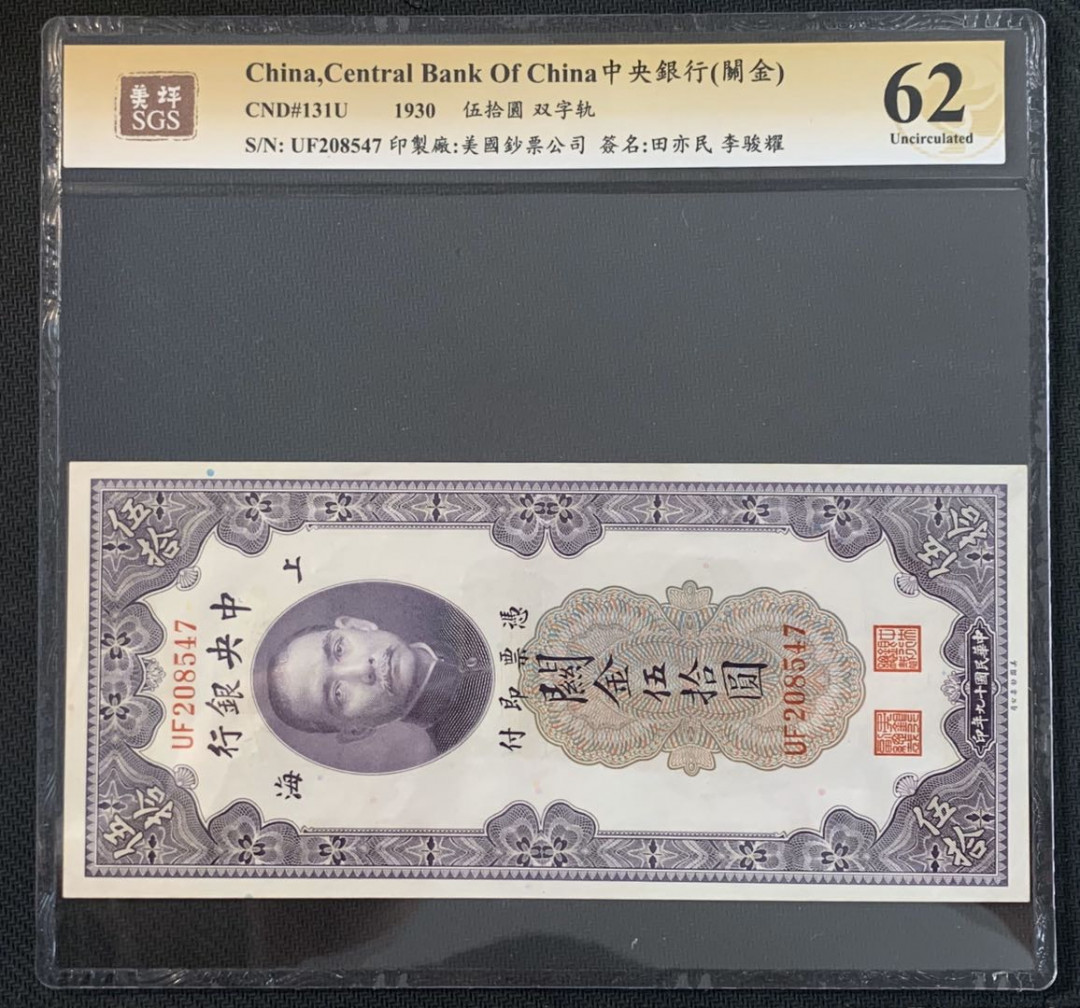 美评
SGS
China,Central Bank Of China中央銀行(關金)
CND#131U 1930 伍拾圓 双字轨
S/N: UF208547 印製廠:美國鈔票公司 簽名:田亦民 李骏耀
62
Uncirculated
伍拾
伍拾
中央銀行
UF208547
上海
憑票即付
關金伍拾圓
UF208547
中華民國十九年印
伍拾
伍拾